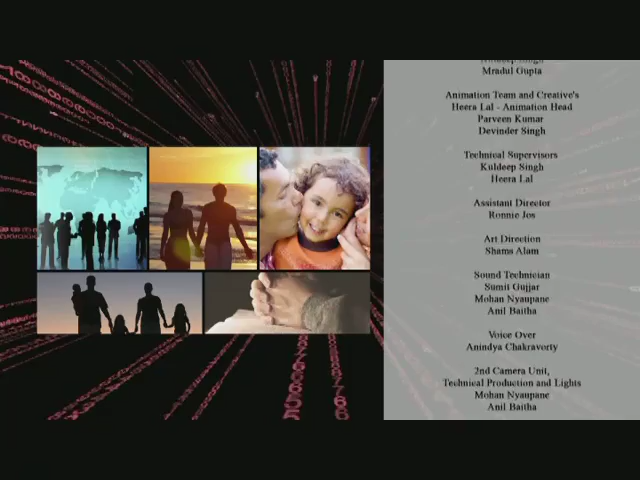 Mradul Gupta
Animation Team and Creative's
Heera Lal - Animation Head
Parveen Kumar
Devinder Singh
Technical Supervisors
Kuldeep Singh
Heera Lal
Assistant Director
Ronnie Jos
Art Direction
Shama Alam
Sound Technician
Sumit Gujjar
Mohan Nyaupane
Anil Baitha
Voice Over
Anindya Chakravorty
2nd Camera Unit,
Technical Production and Lights
Mohan Nyaupane
Anil Baitha